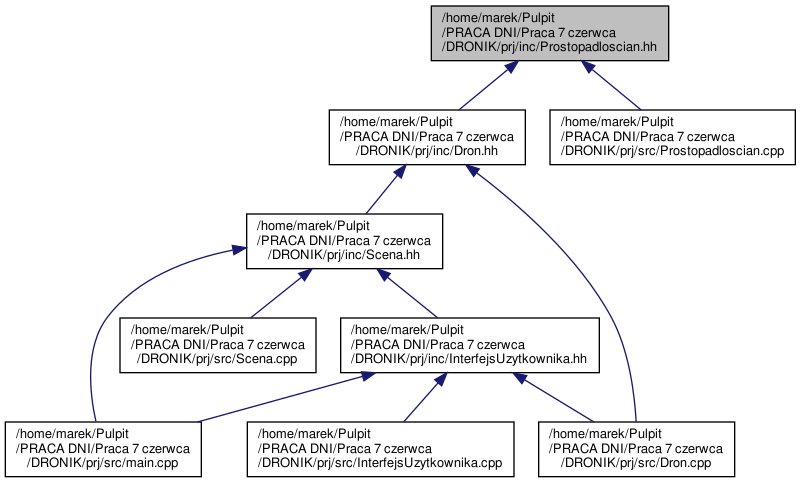 /home/marek/Pulpit
/PRACA DNI/Praca 7 czerwca
/DRONIK/prj/inc/Prostopadloscian.hh
/home/marek/Pulpit
/PRACA DNI/Praca 7 czerwca
/DRONIK/prj/inc/Dron.hh
/home/marek/Pulpit
/PRACA DNI/Praca 7 czerwca
/DRONIK/prj/src/Prostopadloscian.cpp
/home/marek/Pulpit
/PRACA DNI/Praca 7 czerwca
/DRONIK/prj/inc/Scena.hh
/home/marek/Pulpit
/PRACA DNI/Praca 7 czerwca
/DRONIK/prj/src/Scena.cpp
/home/marek/Pulpit
/PRACA DNI/Praca 7 czerwca
/DRONIK/prj/inc/InterfejsUzytkownika.hh
/home/marek/Pulpit
/PRACA DNI/Praca 7 czerwca
/DRONIK/prj/src/main.cpp
/home/marek/Pulpit
/PRACA DNI/Praca 7 czerwca
/DRONIK/prj/src/InterfejsUzytkownika.cpp
/home/marek/Pulpit
/PRACA DNI/Praca 7 czerwca
/DRONIK/prj/src/Dron.cpp